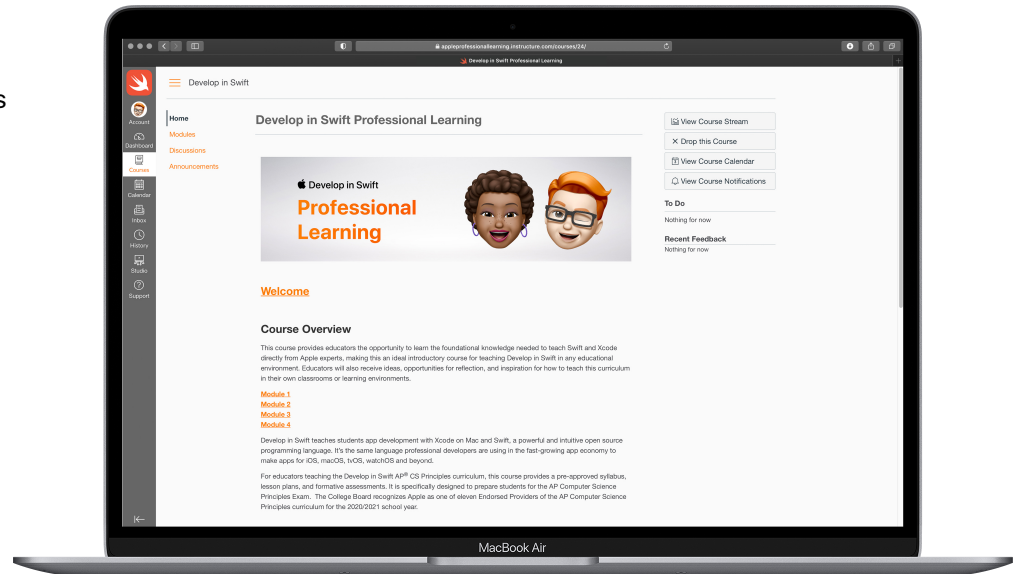 s
appleprofessionallearning.instructure.com/courses/24/
Develop in Swift Professional Learning
Develop in Swift
Account
Dashboard
Courses
Calendar
Inbox
History
Studio
Support
Home
Modules
Discussions
Announcements
Develop in Swift Professional Learning
Develop in Swift
Professional
Learning
Welcome
Course Overview
This course provides educators the opportunity to learn the foundational knowledge needed to teach Swift and Xcode
directly from Apple experts, making this an ideal introductory course for teaching Develop in Swift in any educational
environment. Educators will also receive ideas, opportunities for reflection, and inspiration for how to teach this curriculum
in their own classrooms or learning environments.
Module 1
Module 2
Module 3
Module 4
Develop in Swift teaches students app development with Xcode on Mac and Swift, a powerful and intuitive open source
programming language. It's the same language professional developers are using in the fast-growing app economy to
make apps for iOS, macOS, tvOS, watchOS and beyond.
For educators teaching the Develop in Swift AP® CS Principles curriculum, this course provides a pre-approved syllabus,
lesson plans, and formative assessments. It is specifically designed to prepare students for the AP Computer Science
Principles Exam. The College Board recognizes Apple as one of eleven Endorsed Providers of the AP Computer Science
Principles curriculum for the 2020/2021 school year.
View Course Stream
Drop this Course
View Course Calendar
View Course Notifications
To Do
Nothing for now
Recent Feedback
Nothing for now
MacBook Air